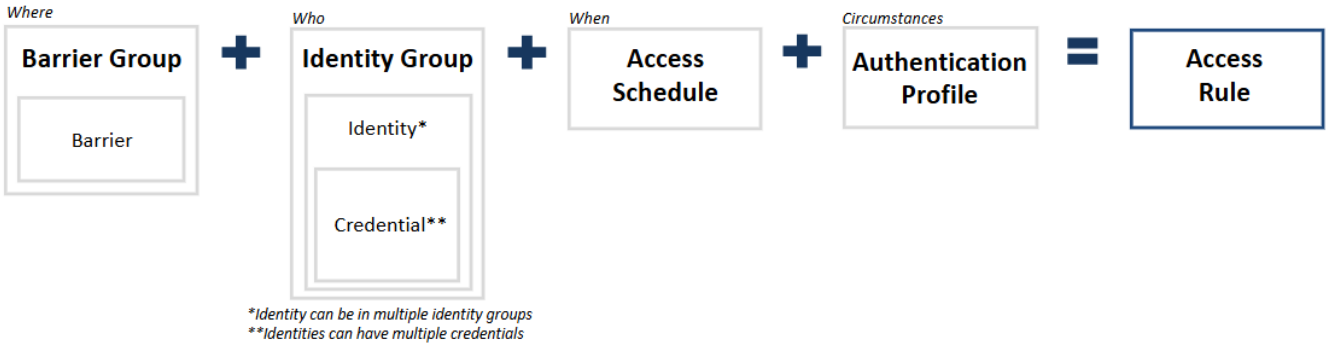 Where
Barrier Group
Barrier
Who
Identity Group
Identity*
Credential**
*Identity can be in multiple identity groups
**Identities can have multiple credentials
When
Access
Schedule
Circumstances
Authentication
Profile
Access
Rule